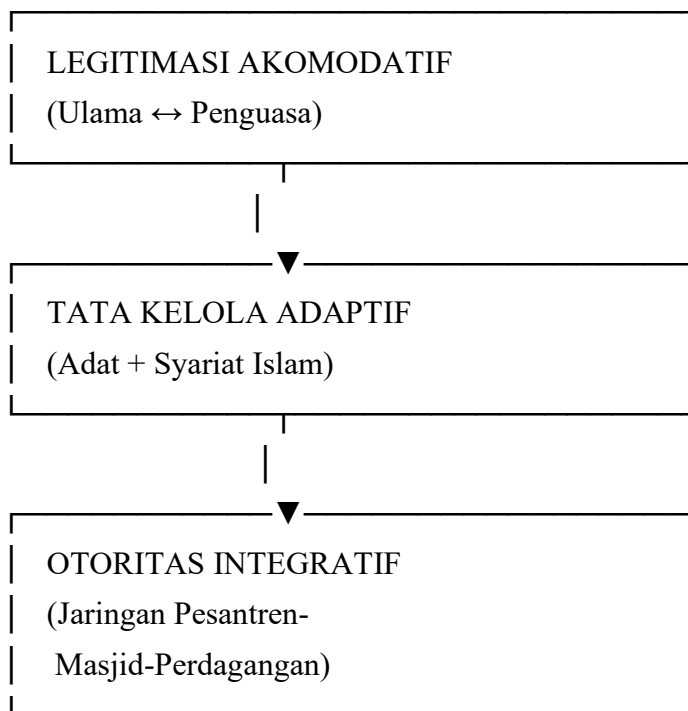 LEGITIMASI AKOMODATIF
(Ulama ↔ Penguasa)
TATA KELOLA ADAPTIF
(Adat + Syariat Islam)
OTORITAS INTEGRATIF
(Jaringan Pesantren-
Masjid-Perdagangan)